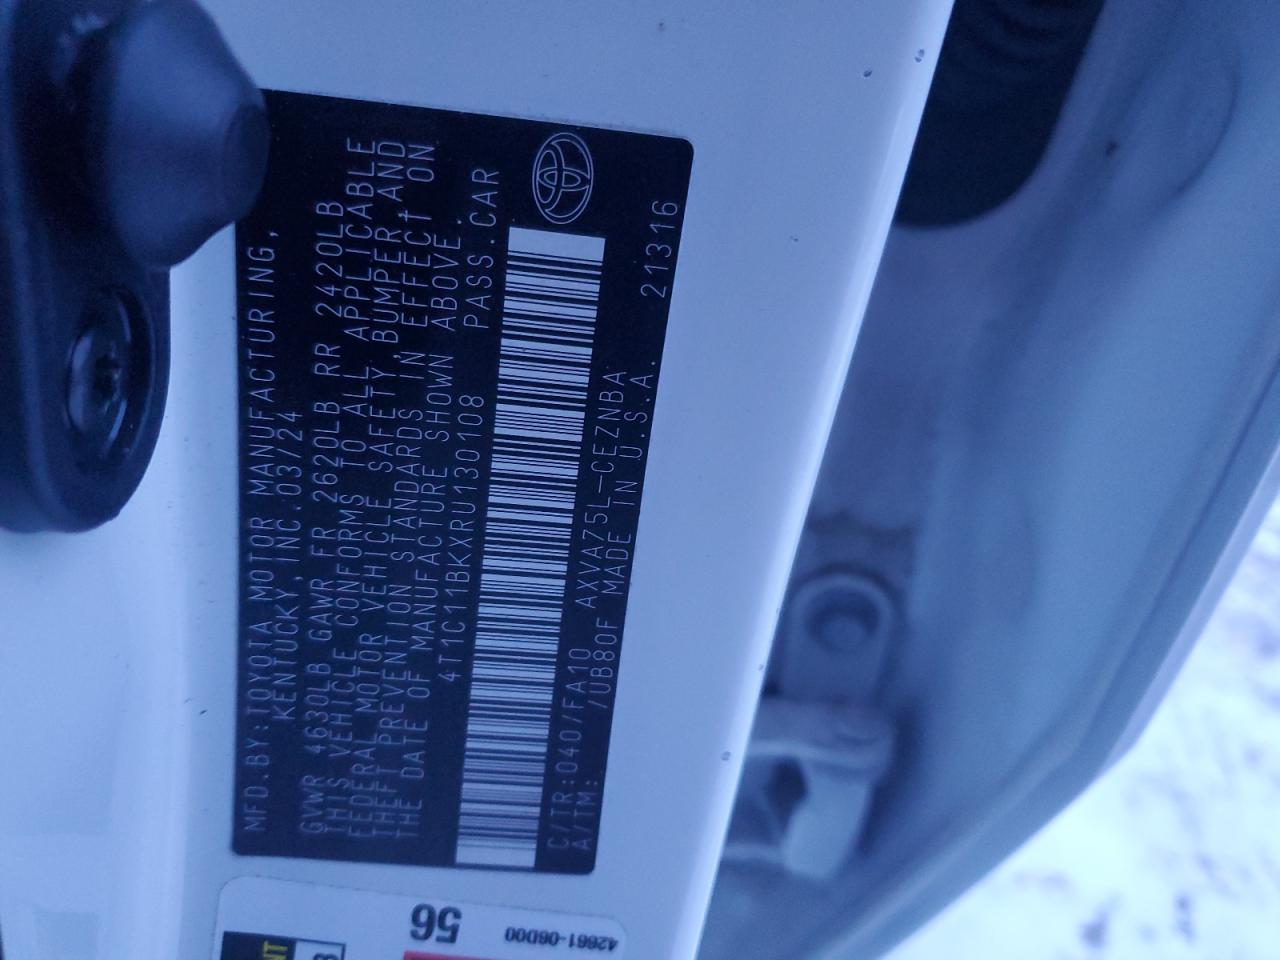 MFD.BY:TOYOTA MOTOR MANUFACTURING,
KENTUCKY, INC.03/24
GVWR 4630LB GAWR FR 2620LB RR 2420LB
THIS VEHICLE CONFORMS TO ALL APPLICABLE
FEDERAL MOTOR VEHICLE SAFETY, BUMPER, AND
THEFT PREVENTION STANDARDS IN EFFECT ON
THE DATE OF MANUFACTURE SHOWN ABOVE.
4T1C11BKXRU130108 PASS.CAR
C/TR:040/FA10 AXVA75L-CEZNBA
A/TM: /UB80F MADE IN U.S.A. 21316
56
42661-06D00